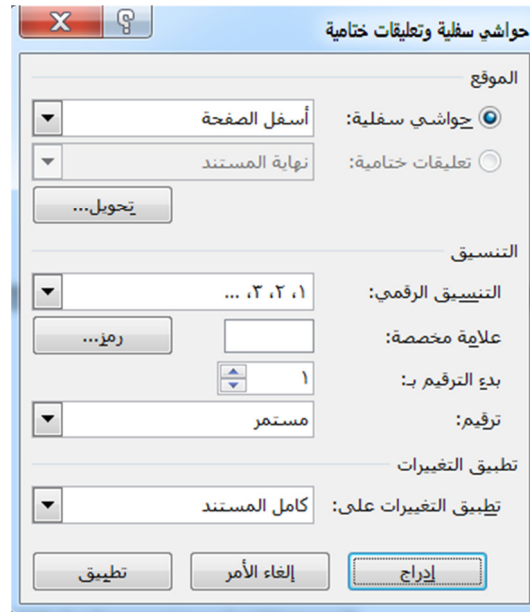 حواشي سفلية وتعليقات ختامية
الموقع
حواشي سفلية: أسفل الصفحة
تعليقات ختامية: نهاية المستند
تحويل...
التنسيق
التنسيق الرقمي: ١، ٢، ٣، ...
علامة مخصصة: رمز...
بدء الترقيم بـ: ١
ترقيم: مستمر
تطبيق التغييرات
تطبيق التغييرات على: كامل المستند
إدراج إلغاء الأمر تطبيق